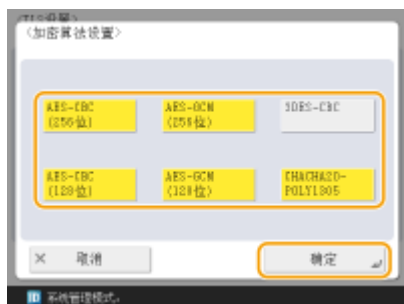 <TLS设置>
<加密算法设置>
AES-CBC
(256位)
AES-GCM
(256位)
3DES-CBC
AES-CBC
(128位)
AES-GCM
(128位)
CHACHA20-
POLY1305
× 取消
确定
ID 系统管理模式。